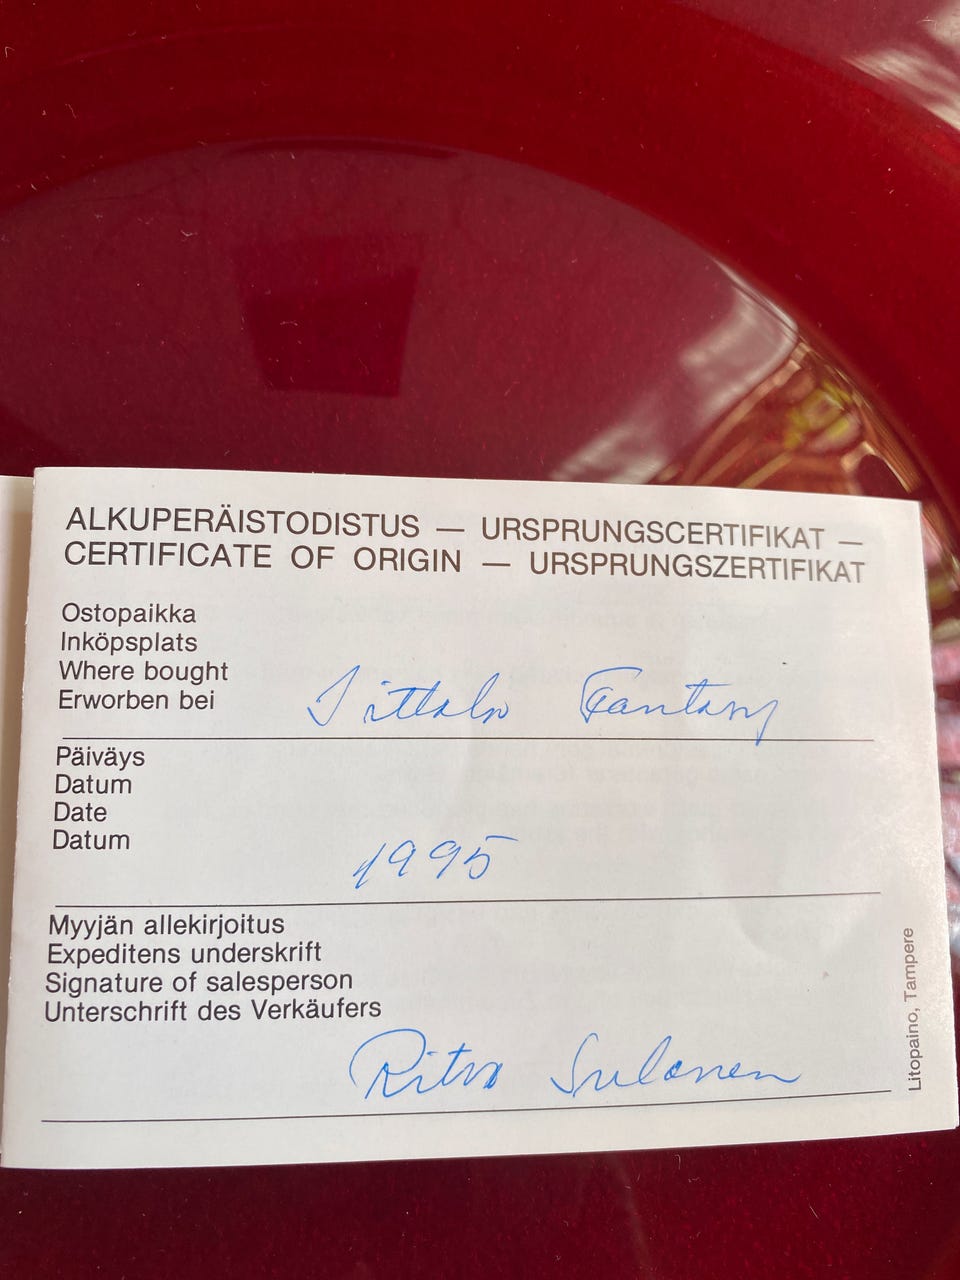 ALKUPERÄISTODISTUS — URSPRUNGSCERTIFIKAT —
CERTIFICATE OF ORIGIN — URSPRUNGSZERTIFIKAT
Ostopaikka
Inköpsplats
Where bought
Erworben bei
Iittala Fantasy
Päiväys
Datum
Date
Datum
1995
Myyjän allekirjoitus
Expeditens underskrift
Signature of salesperson
Unterschrift des Verkäufers
Ritva Sulonen
Litopaino, Tampere